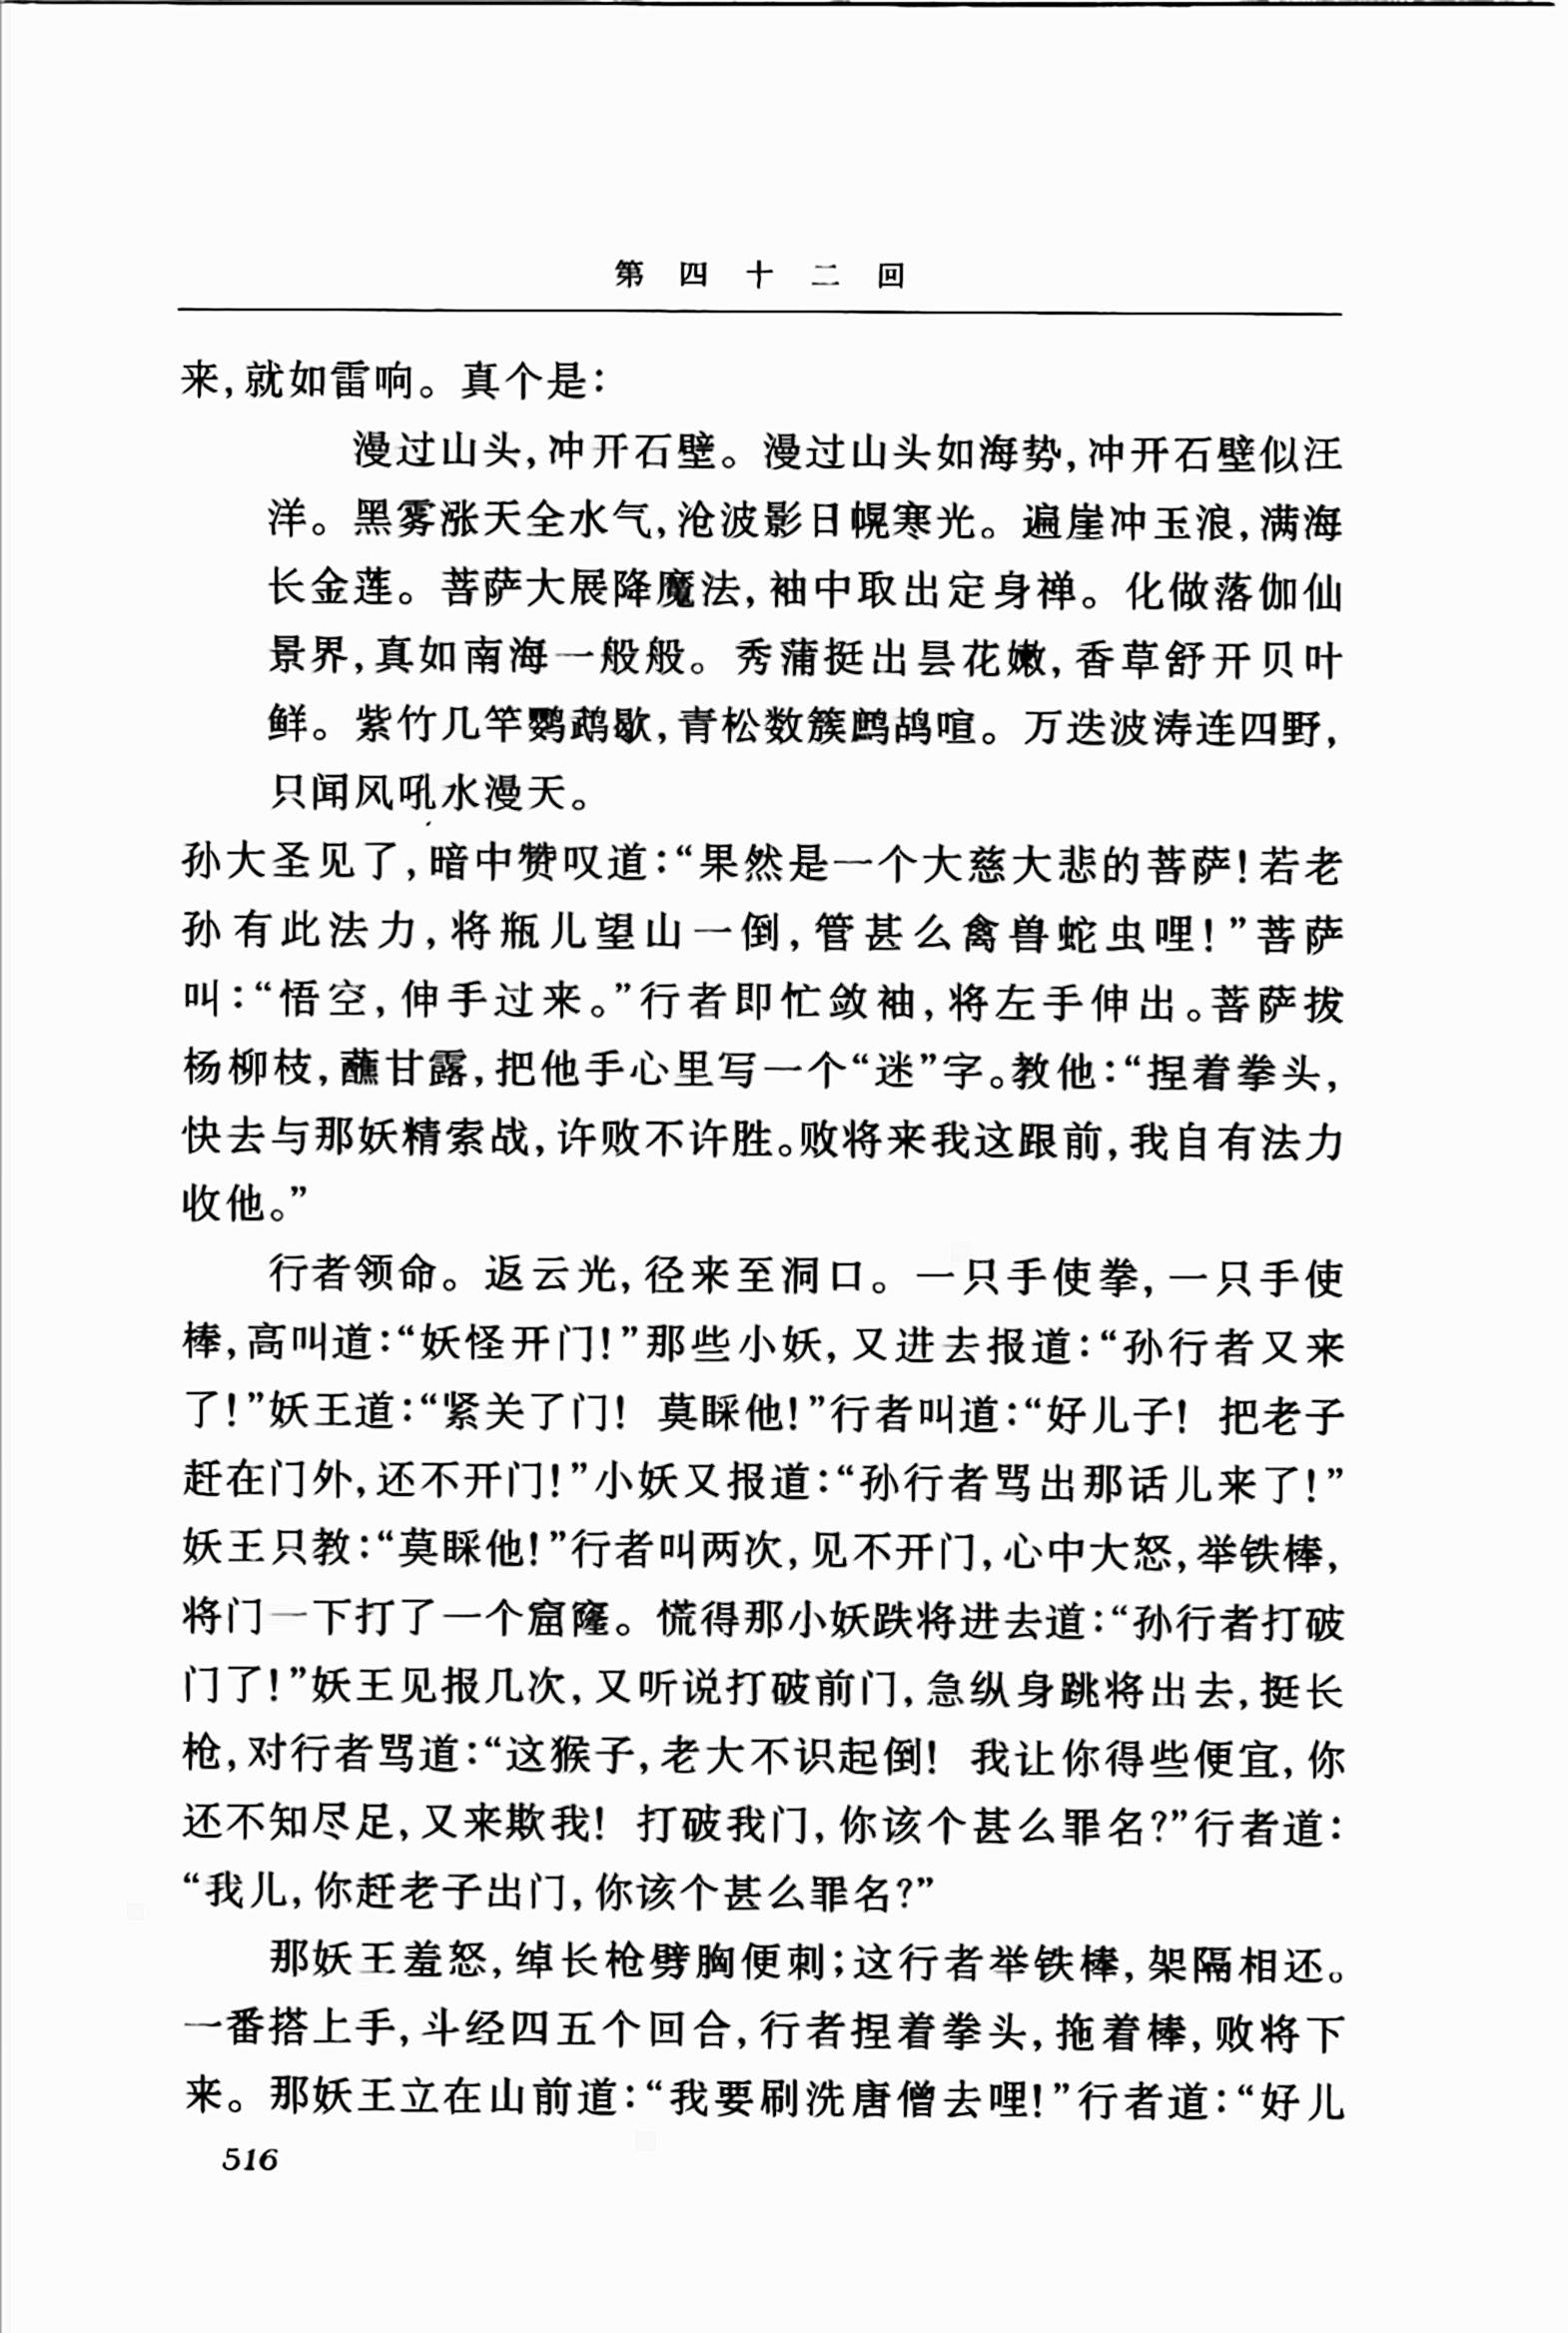 第四十二回
来,就如雷响。真个是:
漫过山头,冲开石壁。漫过山头如海势,冲开石壁似汪
洋。黑雾涨天全水气,沧波影日幌寒光。遍崖冲玉浪,满海
长金莲。菩萨大展降魔法,袖中取出定身禅。化做落伽仙
景界,真如南海一般般。秀蒲挺出昙花嫩,香草舒开贝叶
鲜。紫竹几竿鹦鹉歇,青松数簇鹧鸪喧。万迭波涛连四野,
只闻风吼水漫天。
孙大圣见了,暗中赞叹道:“果然是一个大慈大悲的菩萨!若老
孙有此法力,将瓶儿望山一倒,管甚么禽兽蛇虫哩!”菩萨
叫:“悟空,伸手过来。”行者即忙敛袖,将左手伸出。菩萨拔
杨柳枝,蘸甘露,把他手心里写一个“迷”字。教他:“捏着拳头,
快去与那妖精索战,许败不许胜。败将来我这跟前,我自有法力
收他。”
行者领命。返云光,径来至洞口。一只手使拳,一只手使
棒,高叫道:“妖怪开门!”那些小妖,又进去报道:“孙行者又来
了!”妖王道:“紧关了门!莫睬他!”行者叫道:“好儿子!把老子
赶在门外,还不开门!”小妖又报道:“孙行者骂出那话儿来了!”
妖王只教:“莫睬他!”行者叫两次,见不开门,心中大怒,举铁棒,
将门一下打了一个窟窿。慌得那小妖跌将进去道:“孙行者打破
门了!”妖王见报几次,又听说打破前门,急纵身跳将出去,挺长
枪,对行者骂道:“这猴子,老大不识起倒!我让你得些便宜,你
还不知尽足,又来欺我!打破我门,你该个甚么罪名?”行者道:
“我儿,你赶老子出门,你该个甚么罪名?”
那妖王羞怒,绰长枪劈胸便刺;这行者举铁棒,架隔相还。
一番搭上手,斗经四五个回合,行者捏着拳头,拖着棒,败将下
来。那妖王立在山前道:“我要刷洗唐僧去哩!”行者道:“好儿
516